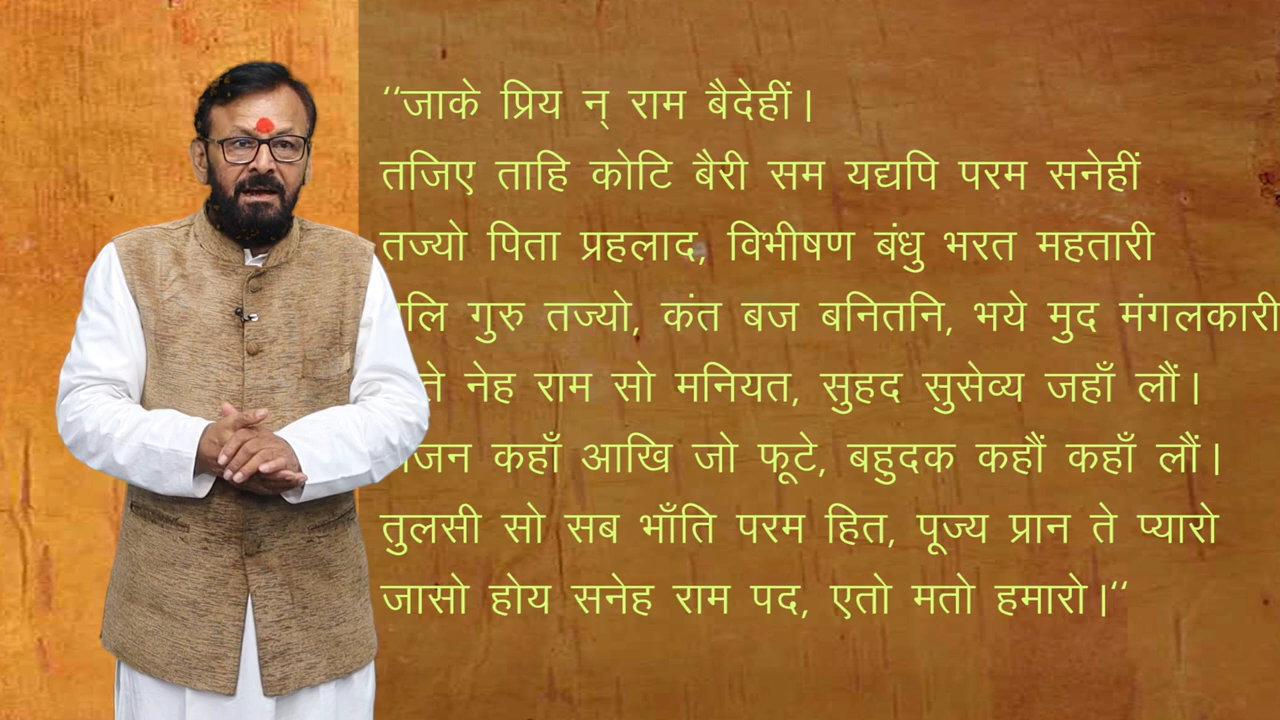 ‘‘जाके प्रिय न् राम बैदेहीं।
तजिए ताहि कोटि बैरी सम यद्यपि परम सनेहीं
तज्यो पिता प्रहलाद, विभीषण बंधु भरत महतारी
गुरु तज्यो, कंत बज बनितनि, भये मुद मंगलकारी
नेह राम सो मनियत, सुहद सुसेव्य जहाँ लौं।
कहाँ आखि जो फूटे, बहुदक कहौं कहाँ लौं।
तुलसी सो सब भाँति परम हित, पूज्य प्रान ते प्यारो
जासो होय सनेह राम पद, एतो मतो हमारो।‘‘